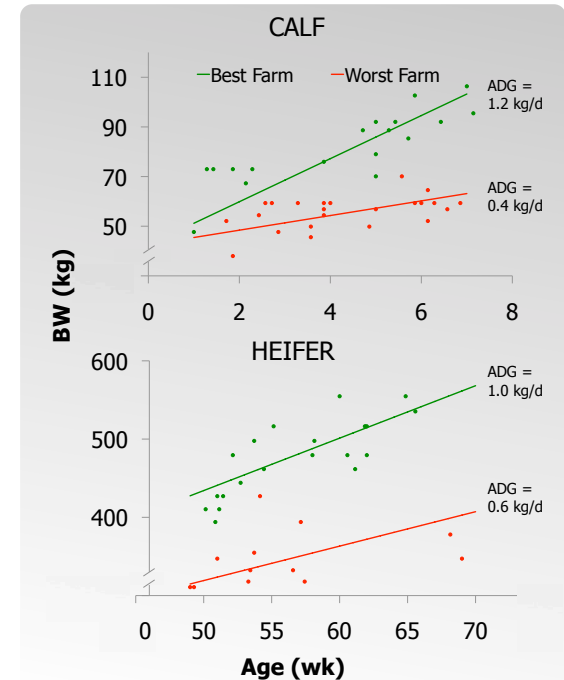 CALF
Best Farm
Worst Farm
110
90
70
50
ADG =
1.2 kg/d
ADG =
0.4 kg/d
0
2
4
6
8
BW (kg)
HEIFER
600
500
400
ADG =
1.0 kg/d
ADG =
0.6 kg/d
0
50
55
60
65
70
Age (wk)